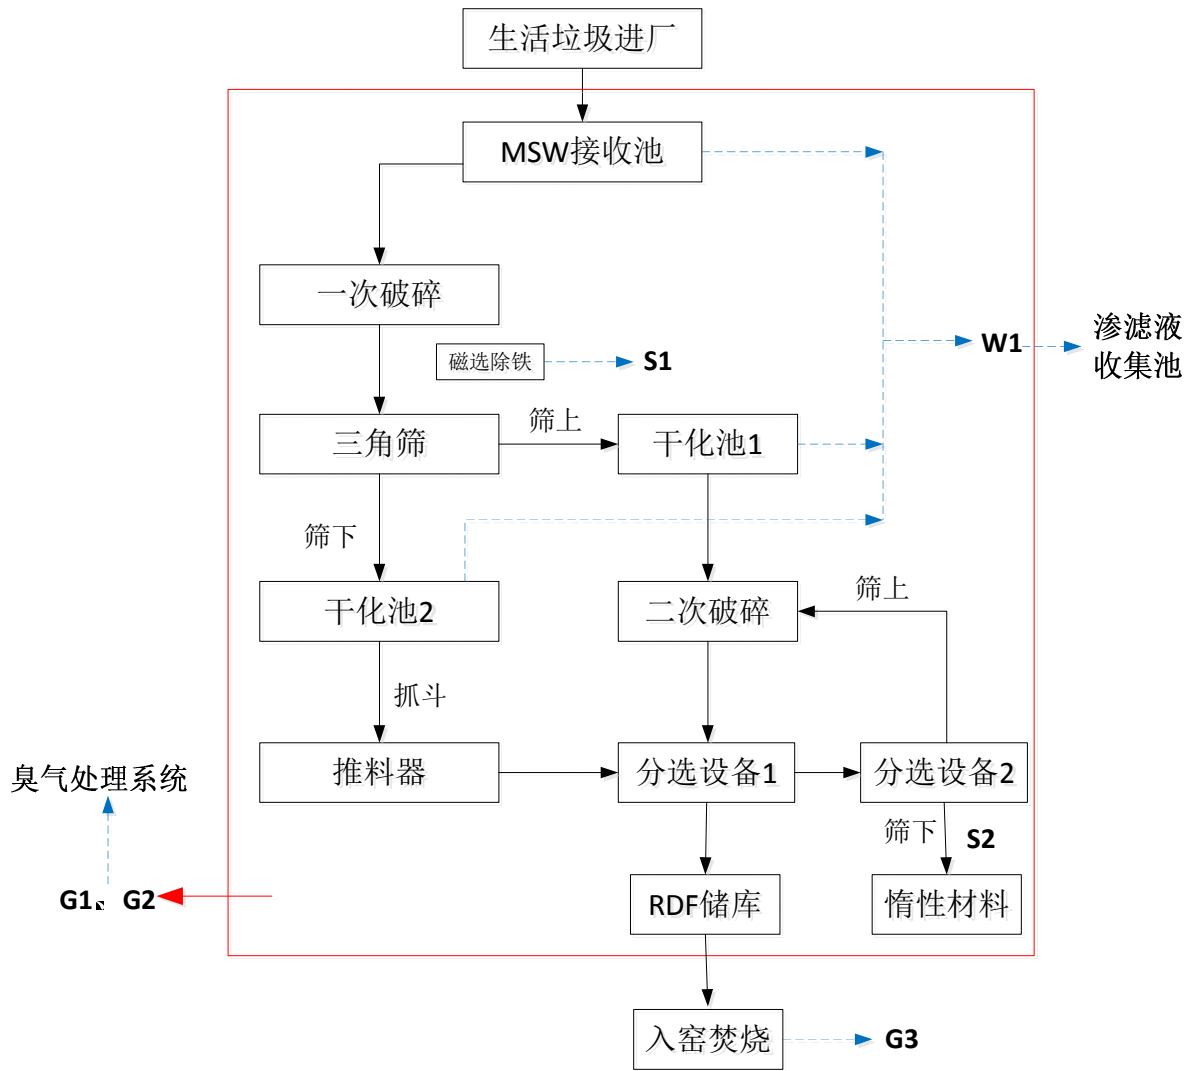 生活垃圾进厂
MSW接收池
一次破碎
磁选除铁
S1
W1
渗滤液
收集池
三角筛
筛上
干化池1
筛下
干化池2
二次破碎
筛上
抓斗
推料器
分选设备1
分选设备2
臭气处理系统
筛下
S2
G1、G2
RDF储库
惰性材料
入窑焚烧
G3